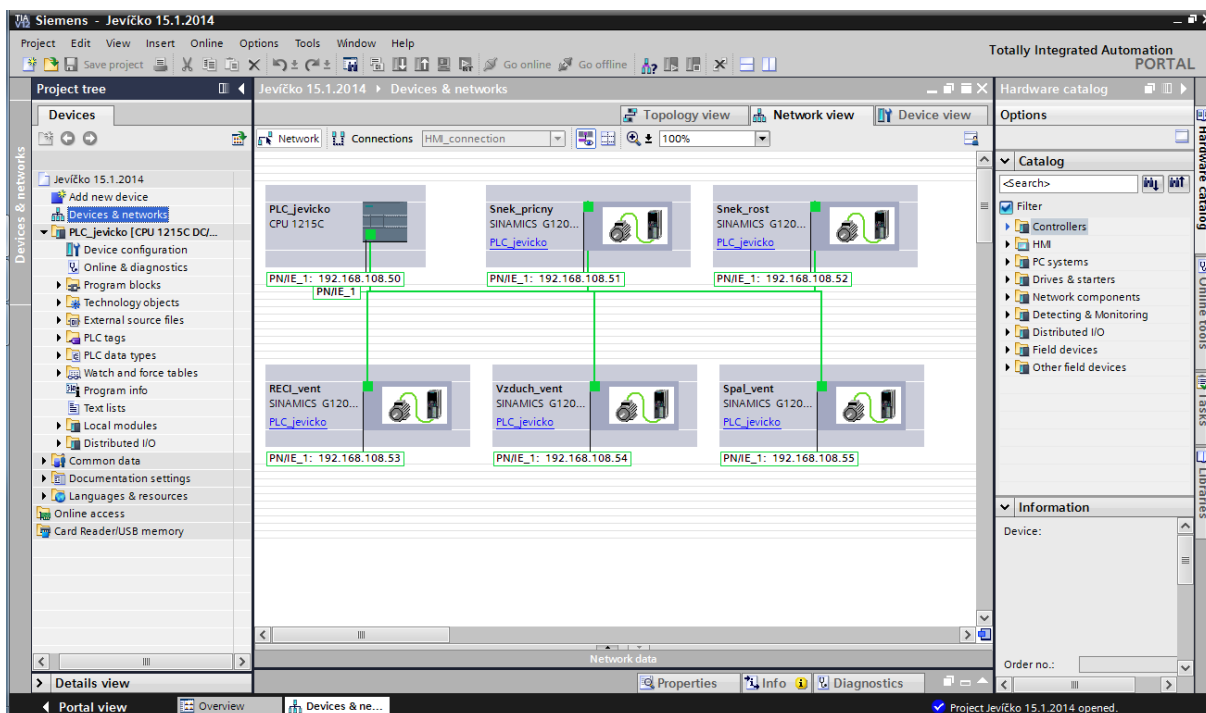 Siemens - Jevíčko 15.1.2014
Project Edit View Insert Online Options Tools Window Help
Totally Integrated Automation
PORTAL
Save project Go online Go offline
Project tree
Jevíčko 15.1.2014 Devices & networks
Hardware catalog
Devices
Topology view Network view Device view
Options
Network Connections HMI_connection 100%
Devices & networks
Jevíčko 15.1.2014
Add new device
Devices & networks
PLC_jevicko [CPU 1215C DC/...
Device configuration
Online & diagnostics
Program blocks
Technology objects
External source files
PLC tags
PLC data types
Watch and force tables
Program info
Text lists
Local modules
Distributed I/O
Common data
Documentation settings
Languages & resources
Online access
Card Reader/USB memory
PLC_jevicko
CPU 1215C
PN/IE_1: 192.168.108.50
PN/IE_1
Snek_pricny
SINAMICS G120...
PLC_jevicko
PN/IE_1: 192.168.108.51
Snek_rost
SINAMICS G120...
PLC_jevicko
PN/IE_1: 192.168.108.52
RECI_vent
SINAMICS G120...
PLC_jevicko
PN/IE_1: 192.168.108.53
Vzduch_vent
SINAMICS G120...
PLC_jevicko
PN/IE_1: 192.168.108.54
Spal_vent
SINAMICS G120...
PLC_jevicko
PN/IE_1: 192.168.108.55
Catalog
<Search>
Filter
Controllers
HMI
PC systems
Drives & starters
Network components
Detecting & Monitoring
Distributed I/O
Field devices
Other field devices
Information
Device:
Order no.:
Hardware catalog
Online tools
Tasks
Libraries
Network data
Details view
Properties Info Diagnostics
Portal view Overview Devices & ne...
Project Jevíčko 15.1.2014 opened.